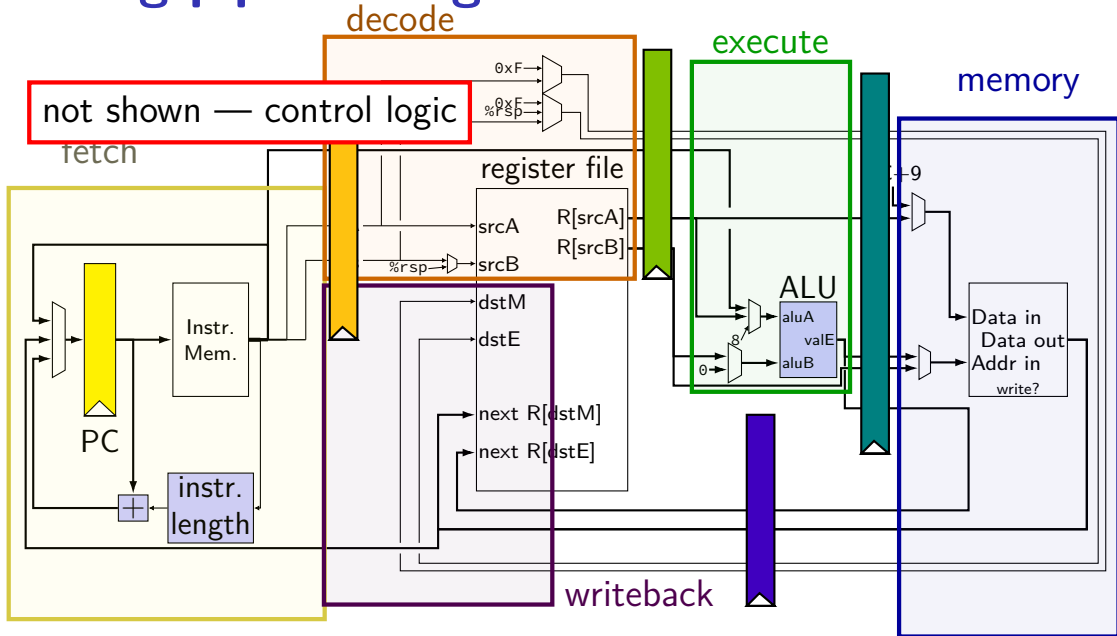 decode
execute
memory
0xF
0xF
%rsp
not shown — control logic
fetch
register file
+9
srcA
R[srcA]
srcB
R[srcB]
%rsp
dstM
dstE
Instr.
Mem.
PC
ALU
aluA
valE
aluB
8
0
Data in
Data out
Addr in
write?
next R[dstM]
next R[dstE]
+
instr.
length
writeback